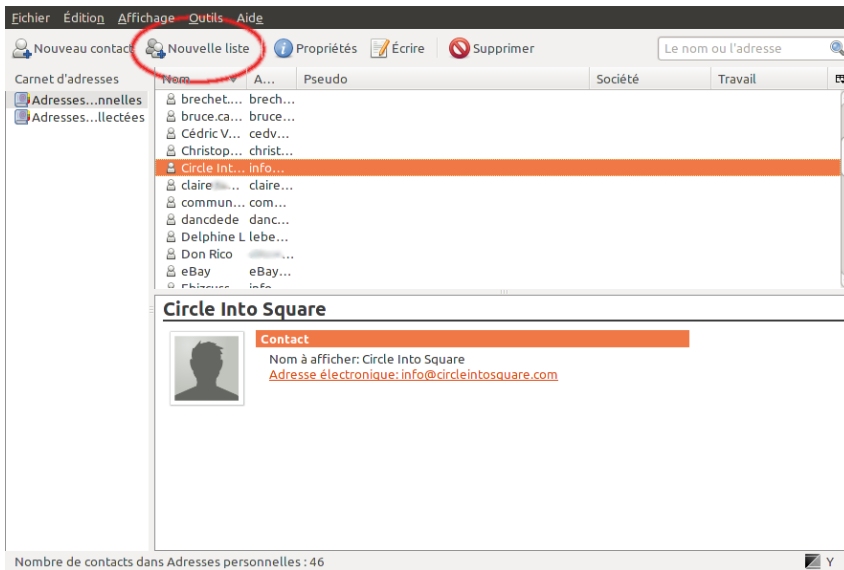 Fichier Édition Affichage Outils Aide
Nouveau contact Nouvelle liste Propriétés Écrire Supprimer Le nom ou l'adresse
Carnet d'adresses Nom A... Pseudo Société Travail
Adresses...nnelles
Adresses...llectées
brechet.... brech...
bruce.ca... bruce...
Cédric V... cedv...
Christop... christ...
Circle Int... info...
claire ... claire...
commun... com...
dancdede danc...
Delphine L lebe...
Don Rico ...
eBay eBay...
Circle Into Square
Contact
Nom à afficher: Circle Into Square
Adresse électronique: info@circleintosquare.com
Nombre de contacts dans Adresses personnelles : 46 Y